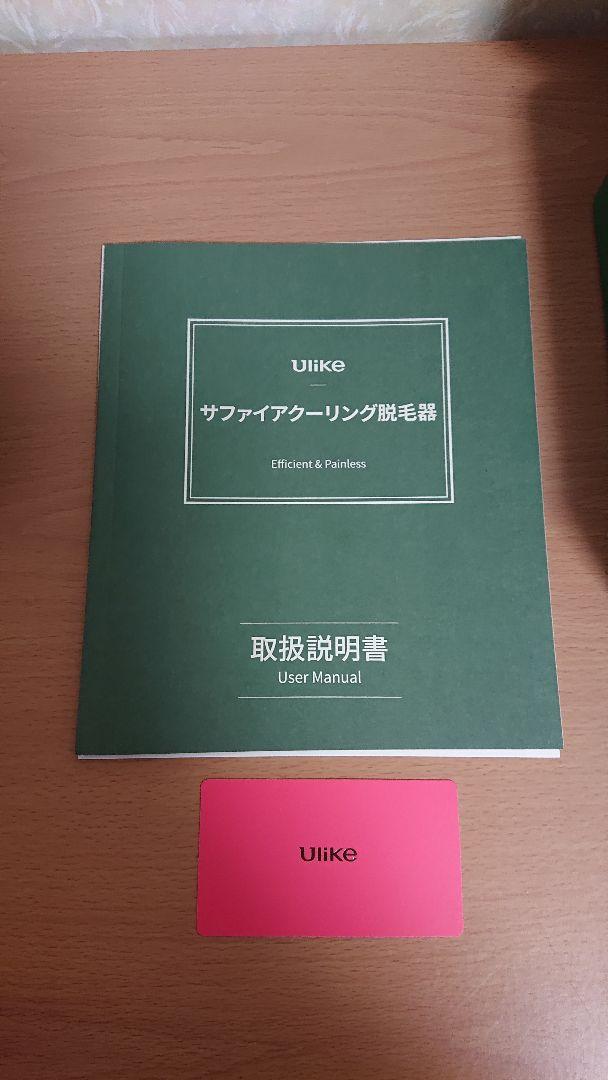 Ulike
サファイアクーリング脱毛器
Efficient & Painless
取扱説明書
User Manual
Ulike